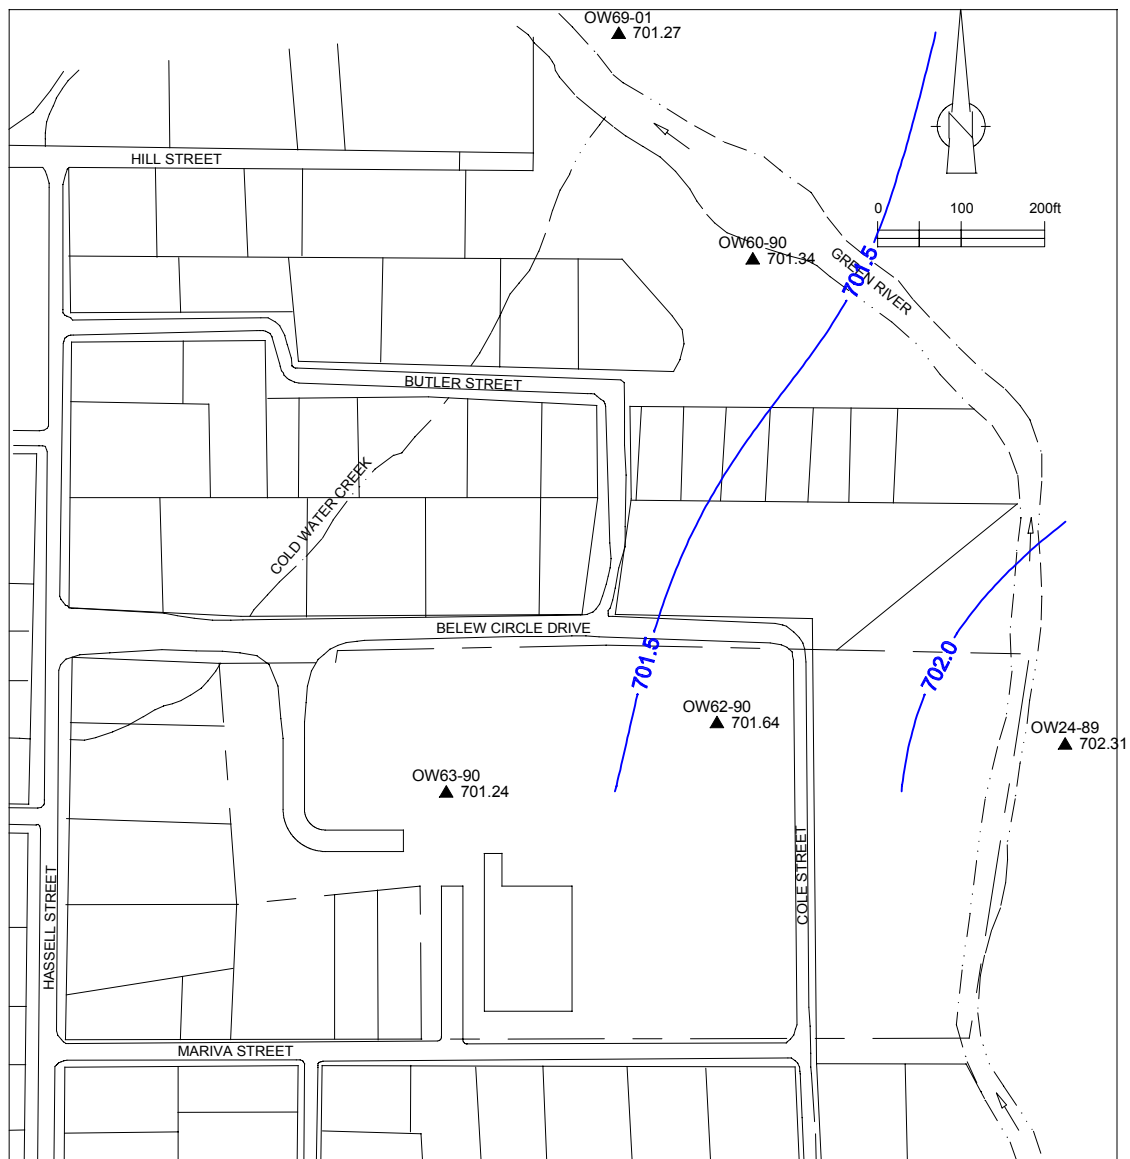 OW69-01
701.27
HILL STREET
0 100 200ft
OW60-90
701.34
GREEN RIVER
701.5
BUTLER STREET
COLD WATER CREEK
BELEW CIRCLE DRIVE
701.5
702.0
OW62-90
701.64
OW24-89
702.31
OW63-90
701.24
COLE STREET
HASSELL STREET
MARIVA STREET